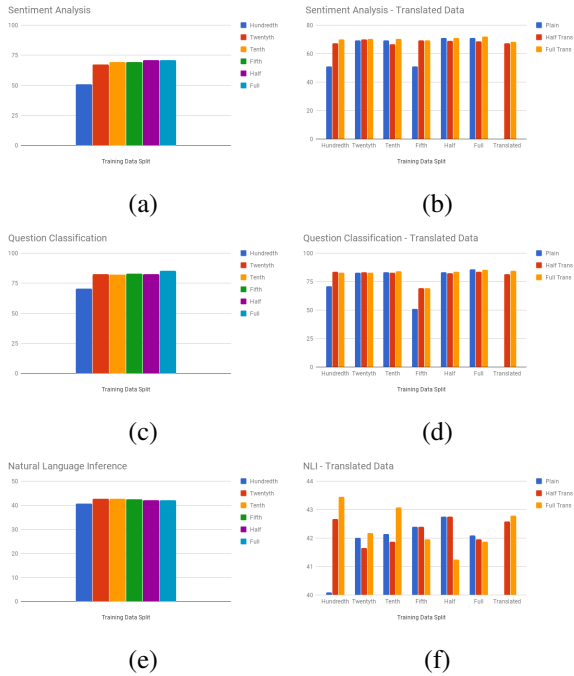 Sentiment Analysis
100
75
50
25
0
Training Data Split
Hundredth
Twentyth
Tenth
Fifth
Half
Full
(a)
Sentiment Analysis - Translated Data
80
60
40
20
0
Hundredth Twentyth Tenth Fifth Half Full Translated
Training Data Split
Plain
Half Trans
Full Trans
(b)
Question Classification
100
75
50
25
0
Training Data Split
Hundredth
Twentyth
Tenth
Fifth
Half
Full
(c)
Question Classification - Translated Data
100
75
50
25
0
Hundredth Twentyth Tenth Fifth Half Full Translated
Training Data Split
Plain
Half Trans
Full Trans
(d)
Natural Language Inference
50
40
30
20
10
0
Training Data Split
Hundredth
Twentyth
Tenth
Fifth
Half
Full
(e)
NLI - Translated Data
44
43
42
41
40
Hundredth Twentyth Tenth Fifth Half Full Translated
Training Data Split
Plain
Half Trans
Full Trans
(f)